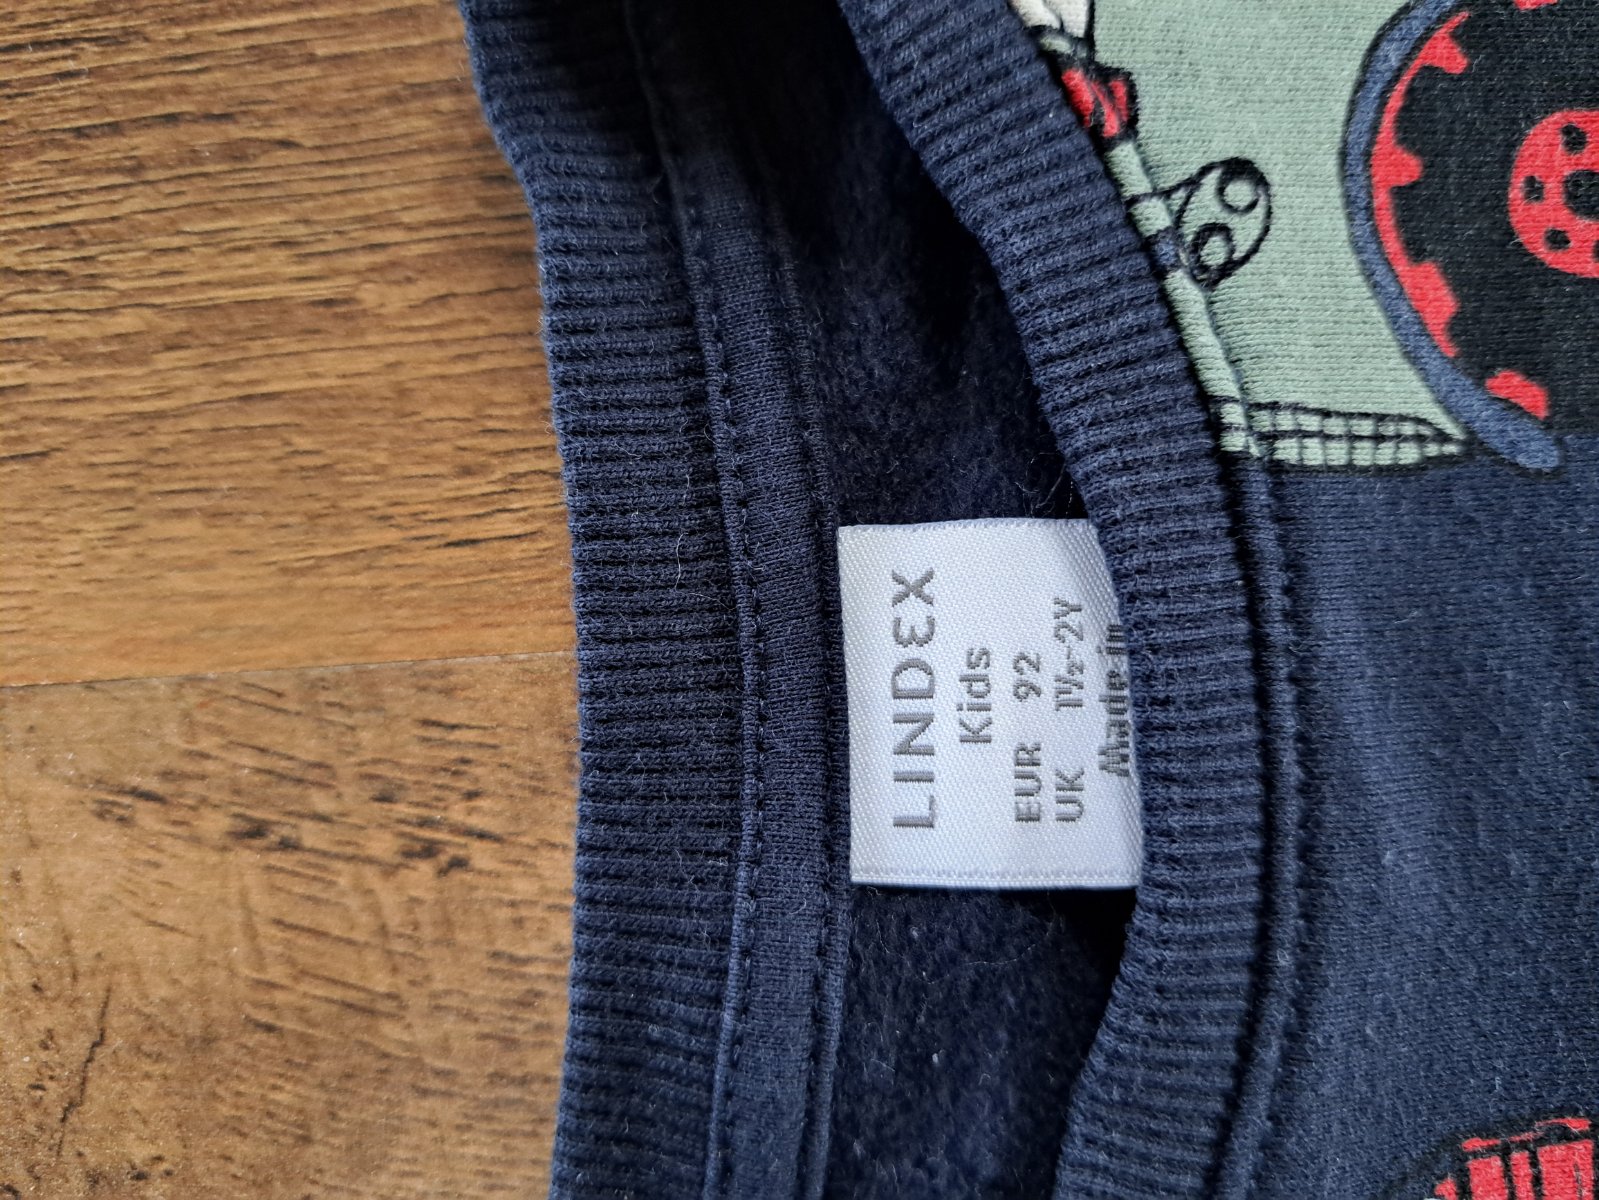 LINDEX
Kids
EUR 92
UK 1½-2Y
Made in